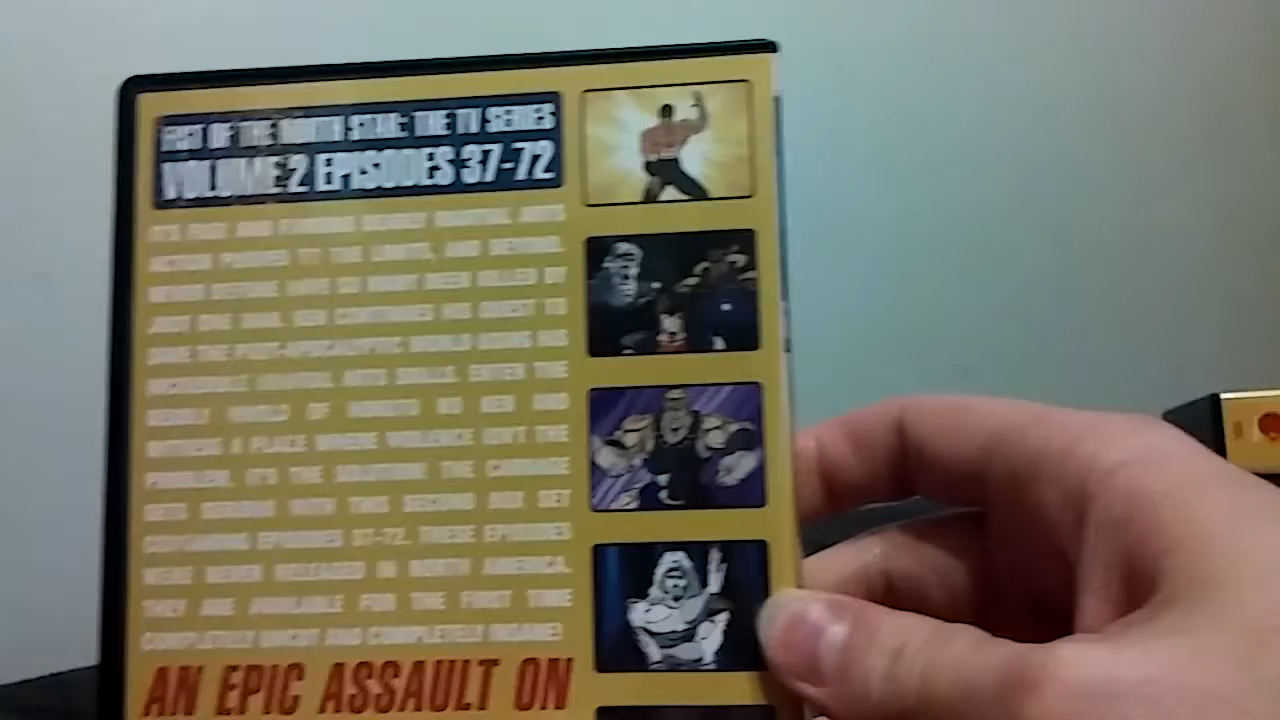 FIST OF THE NORTH STAR: THE TV SERIES
VOLUME 2 EPISODES 37-72
IT'S FAST AND DEADLY MARTIAL ARTS
ACTION PUSHED TO THE LIMITS, AND BEYOND.
NEVER BEFORE HAVE SO MANY BEEN KILLED BY
JUST ONE MAN. KEN CONTINUES HIS QUEST TO
SAVE THE POST-APOCALYPTIC WORLD USING HIS
INCREDIBLE MARTIAL ARTS SKILLS. ENTER THE
WORLD OF HOKUTO NO KEN AND
WITNESS A PLACE WHERE VIOLENCE ISN'T THE
PROBLEM, IT'S THE SOLUTION. THE CARNAGE
GETS WITH THIS SECOND BOX SET
CONTAINING EPISODES 37-72. THESE EPISODES
WERE NEVER RELEASED IN NORTH AMERICA.
THEY ARE AVAILABLE FOR THE FIRST TIME
COMPLETELY UNCUT AND COMPLETELY INSANE!
AN EPIC ASSAULT ON